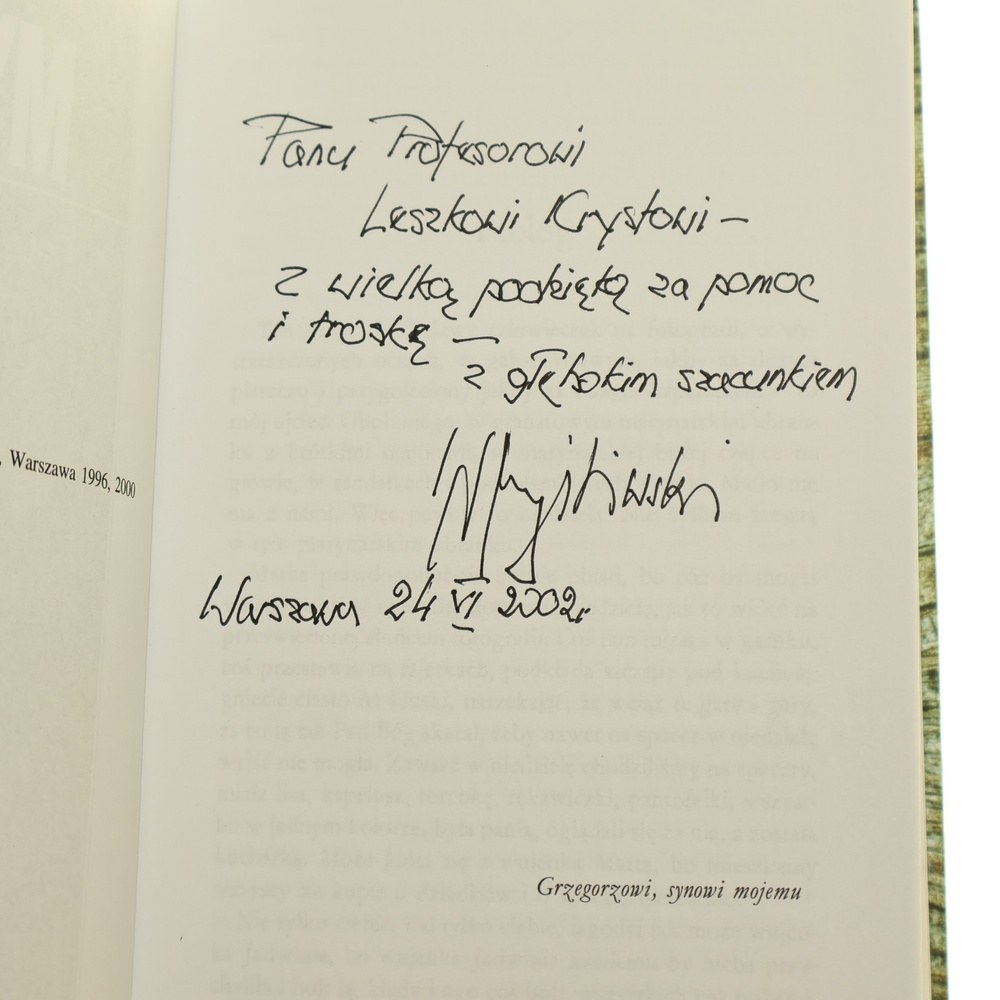 Panu Profesorowi
Leszkowi Krystowi –
z wielką podzięką za pomoc
i troskę –
z głębokim szacunkiem
WMyśliwski
Warszawa 24 VI 2002r.
, Warszawa 1996, 2000
Grzegorzowi, synowi mojemu